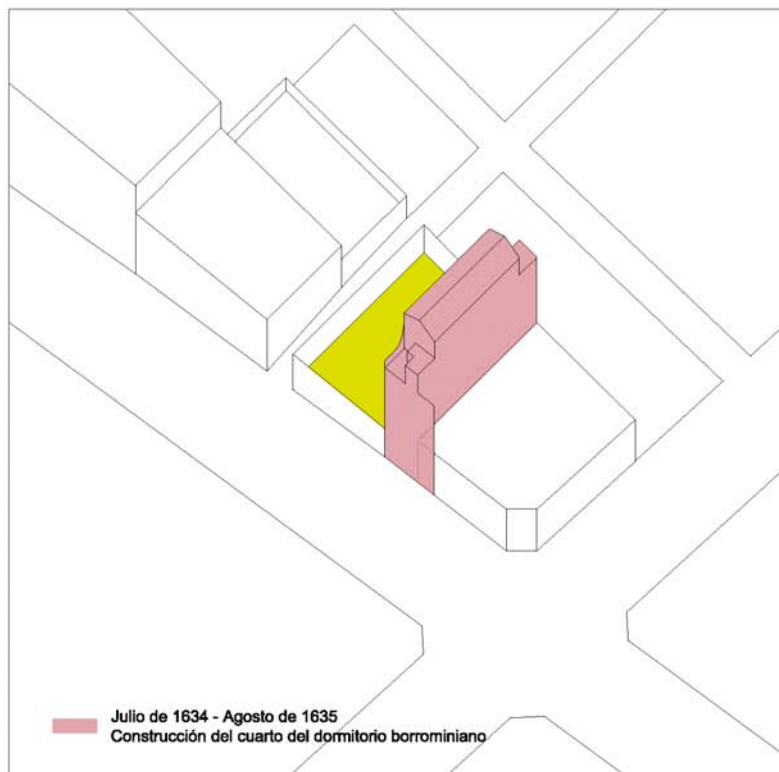 Julio de 1634 - Agosto de 1635
Construcción del cuarto del dormitorio borrominiano